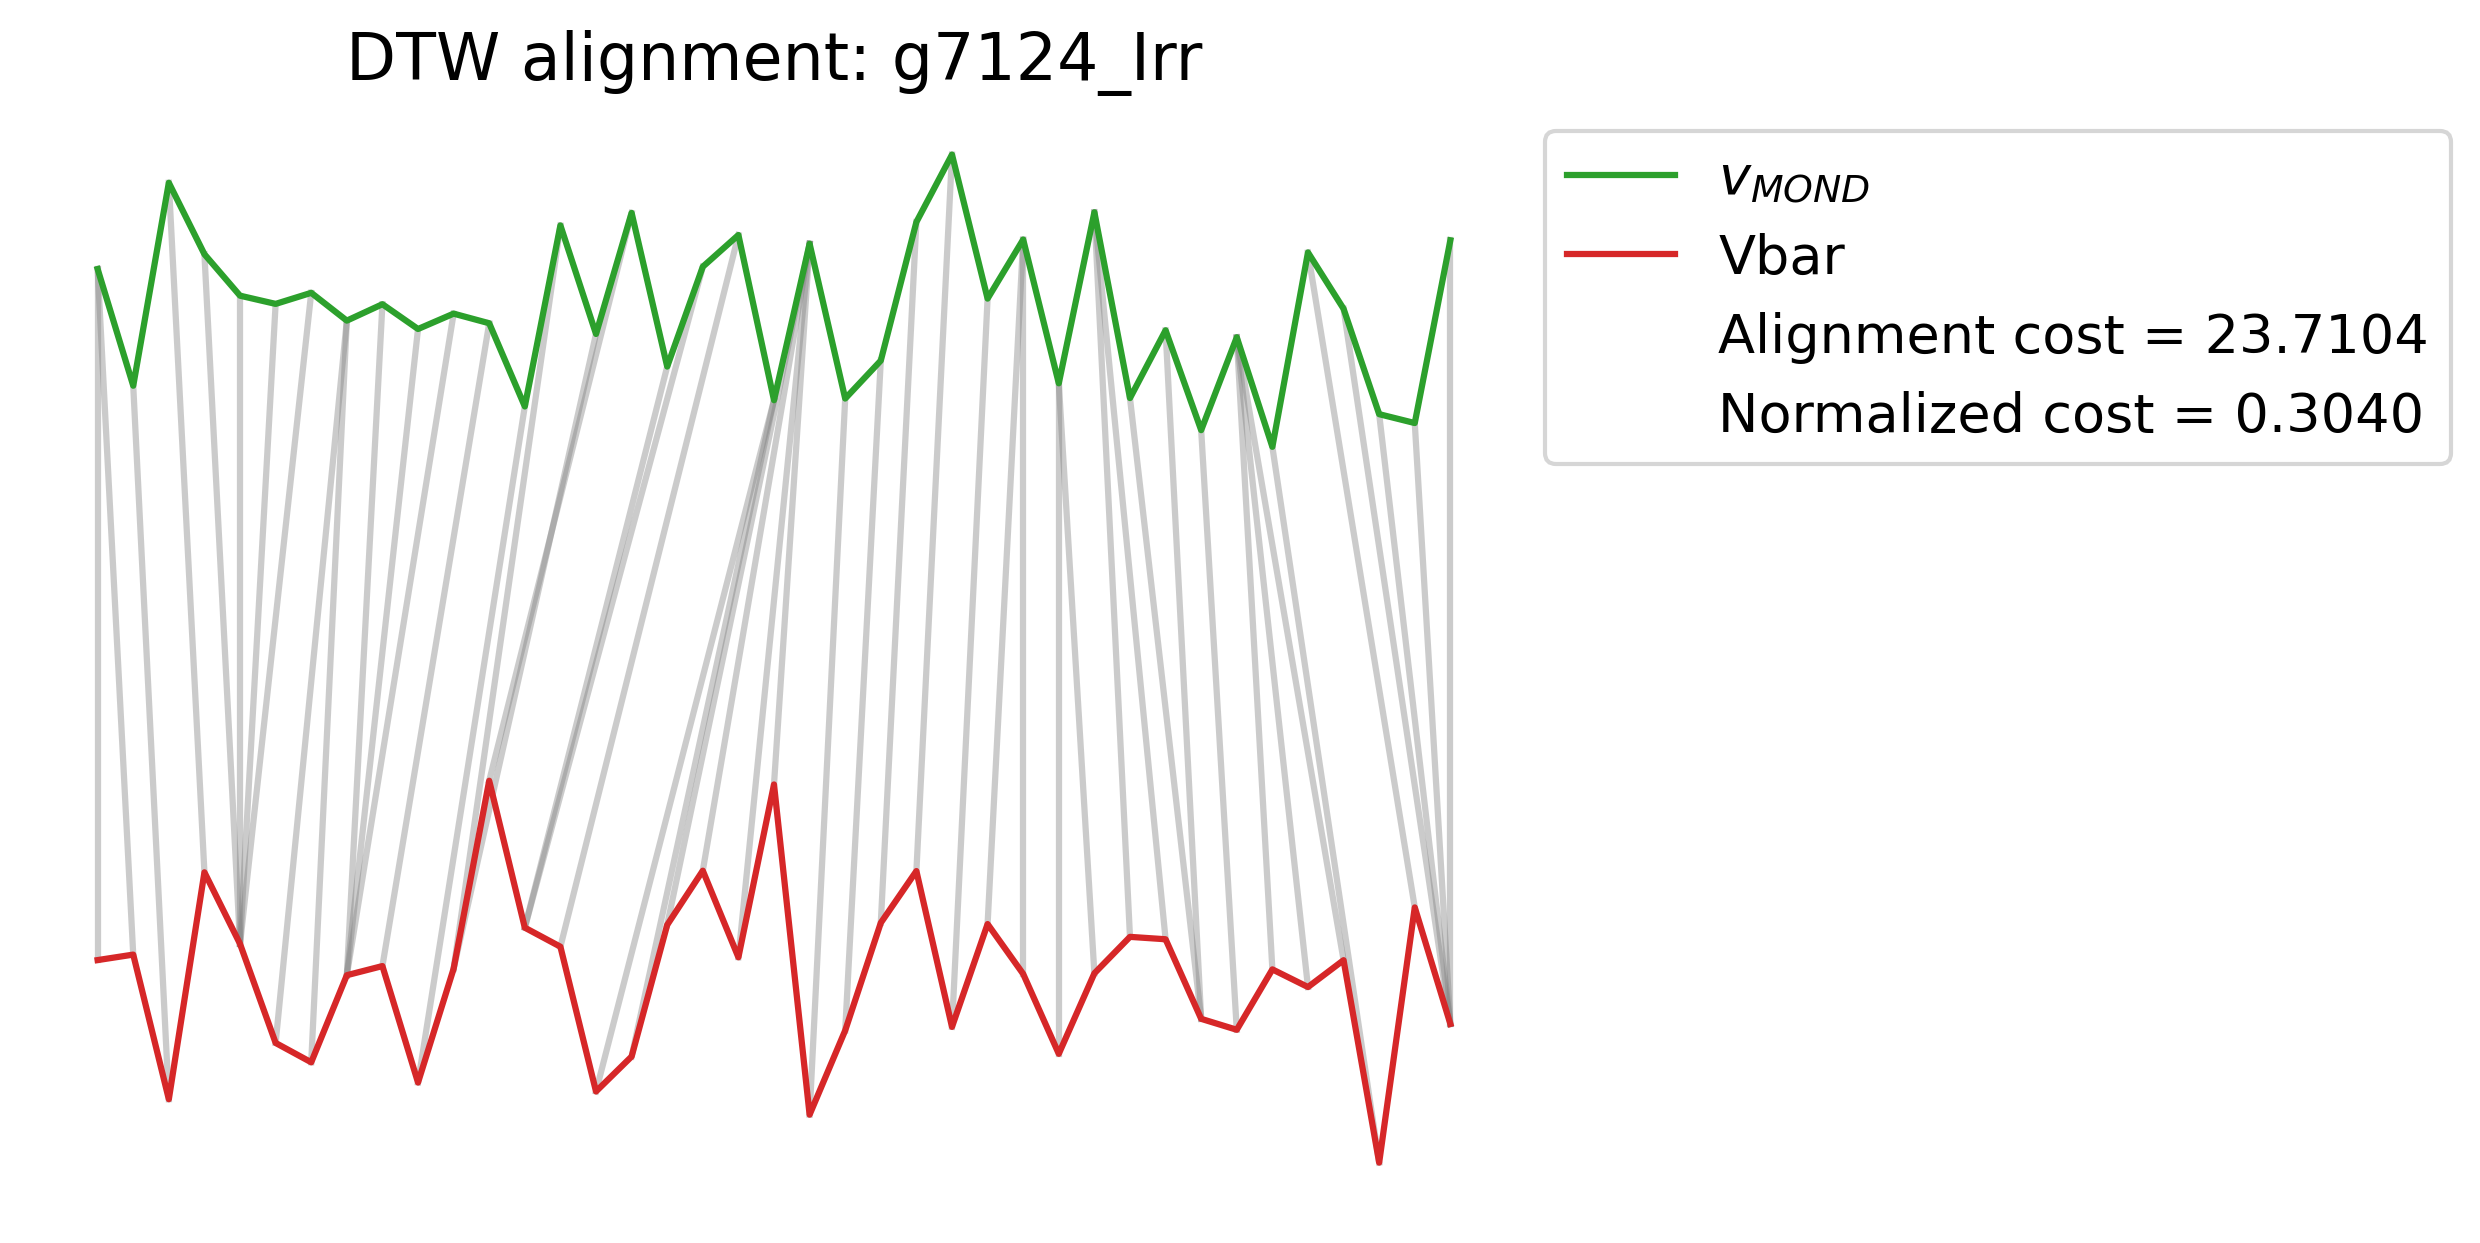 DTW alignment: g7124_Irr
v_MOND
Vbar
Alignment cost = 23.7104
Normalized cost = 0.3040